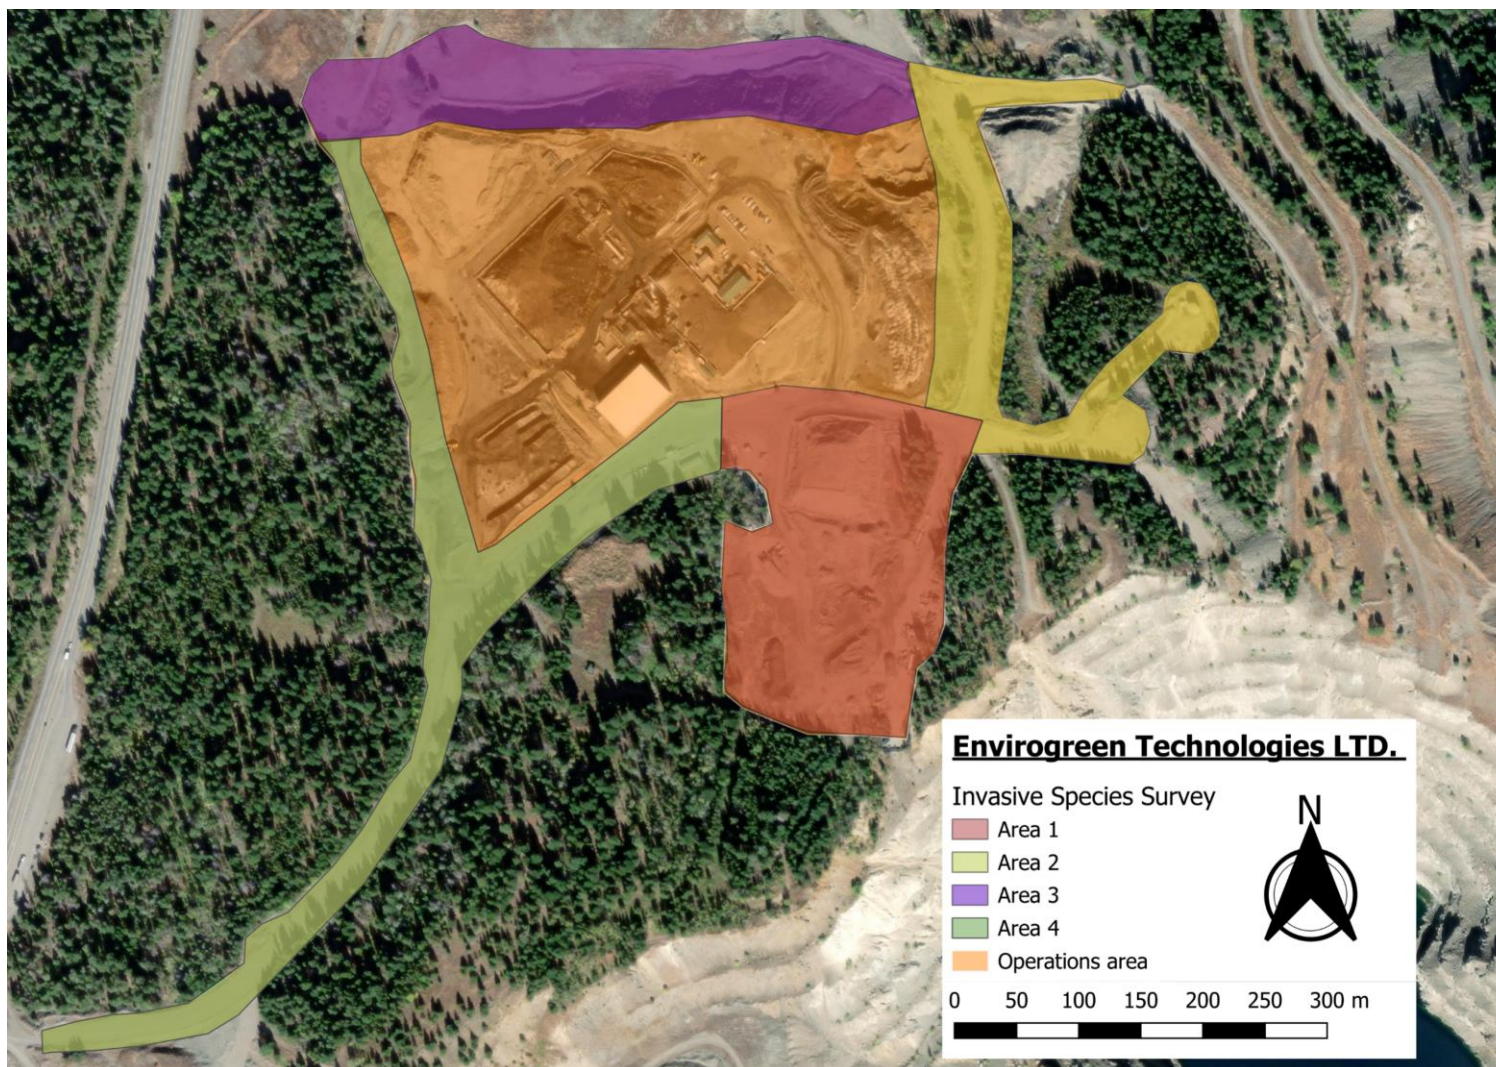 Envirogreen Technologies LTD.
Invasive Species Survey
N
Area 1
Area 2
Area 3
Area 4
Operations area
0 50 100 150 200 250 300 m